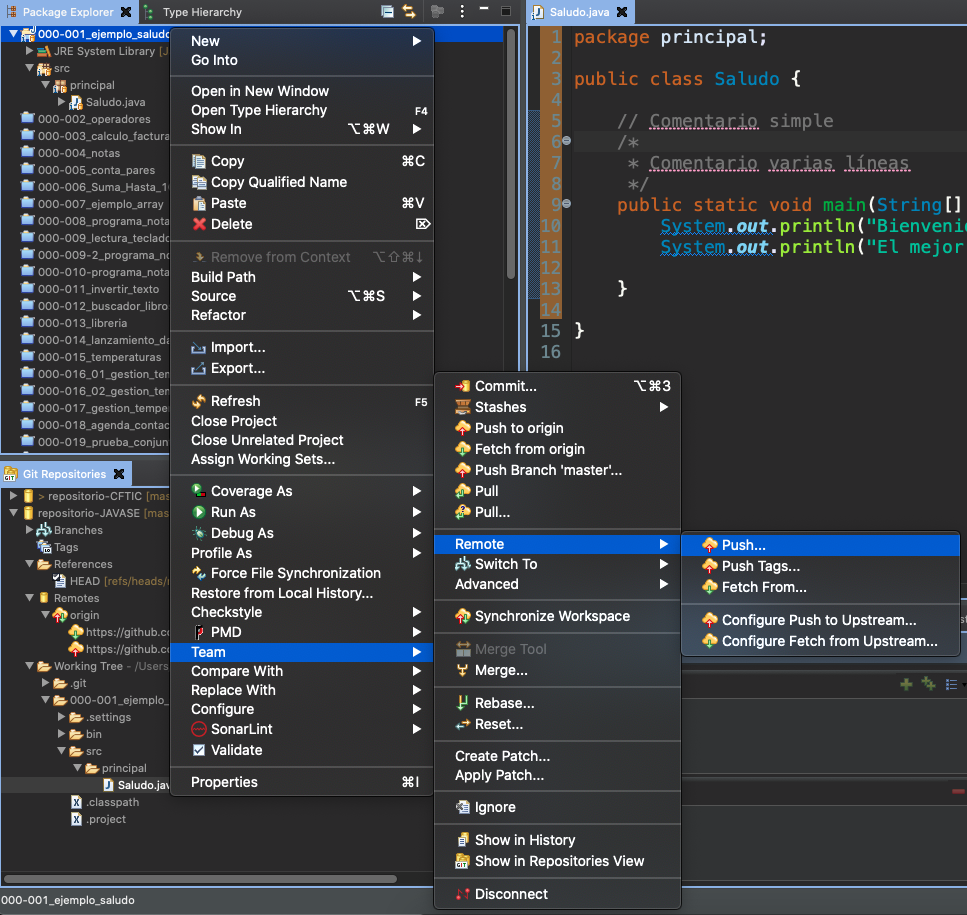 Package Explorer
Type Hierarchy
000-001_ejemplo_saludo
JRE System Library [J
src
principal
Saludo.java
000-002_operadores
000-003_calculo_factura
000-004_notas
000-005_conta_pares
000-006_Suma_Hasta_10
000-007_ejemplo_array
000-008_programa_nota
000-009_lectura_teclado
000-009-2_programa_no
000-010-programa_nota
000-011_invertir_texto
000-012_buscador_libro
000-013_libreria
000-014_lanzamiento_da
000-015_temperaturas
000-016_01_gestion_tem
000-016_02_gestion_tem
000-017_gestion_tempe
000-018_agenda_contac
000-019_prueba_conjun
Git Repositories
> repositorio-CFTIC [mas
repositorio-JAVASE [mas
Branches
Tags
References
HEAD [refs/heads/
Remotes
origin
https://github.co
https://github.co
Working Tree - /Users
.git
000-001_ejemplo_
.settings
bin
src
principal
Saludo.java
.classpath
.project
000-001_ejemplo_saludo
New
Go Into
Open in New Window
Open Type Hierarchy F4
Show In ⌥⌘W
Copy ⌘C
Copy Qualified Name
Paste ⌘V
Delete ⌦
Remove from Context ⌥⇧⌘↓
Build Path
Source ⌥⌘S
Refactor
Import...
Export...
Refresh F5
Close Project
Close Unrelated Project
Assign Working Sets...
Coverage As
Run As
Debug As
Profile As
Force File Synchronization
Restore from Local History...
Checkstyle
PMD
Team
Compare With
Replace With
Configure
SonarLint
Validate
Properties ⌘I
Commit... ⌥⌘3
Stashes
Push to origin
Fetch from origin
Push Branch 'master'...
Pull
Pull...
Remote
Switch To
Advanced
Synchronize Workspace
Merge Tool
Merge...
Rebase...
Reset...
Create Patch...
Apply Patch...
Ignore
Show in History
Show in Repositories View
Disconnect
Push...
Push Tags...
Fetch From...
Configure Push to Upstream...
Configure Fetch from Upstream...
Saludo.java
1 package principal;
2
3 public class Saludo {
4
5 // Comentario simple
6 /*
7 * Comentario varias líneas
8 */
9 public static void main(String[]
10 System.out.println("Bienvenid
11 System.out.println("El mejor
12
13 }
14
15 }
16